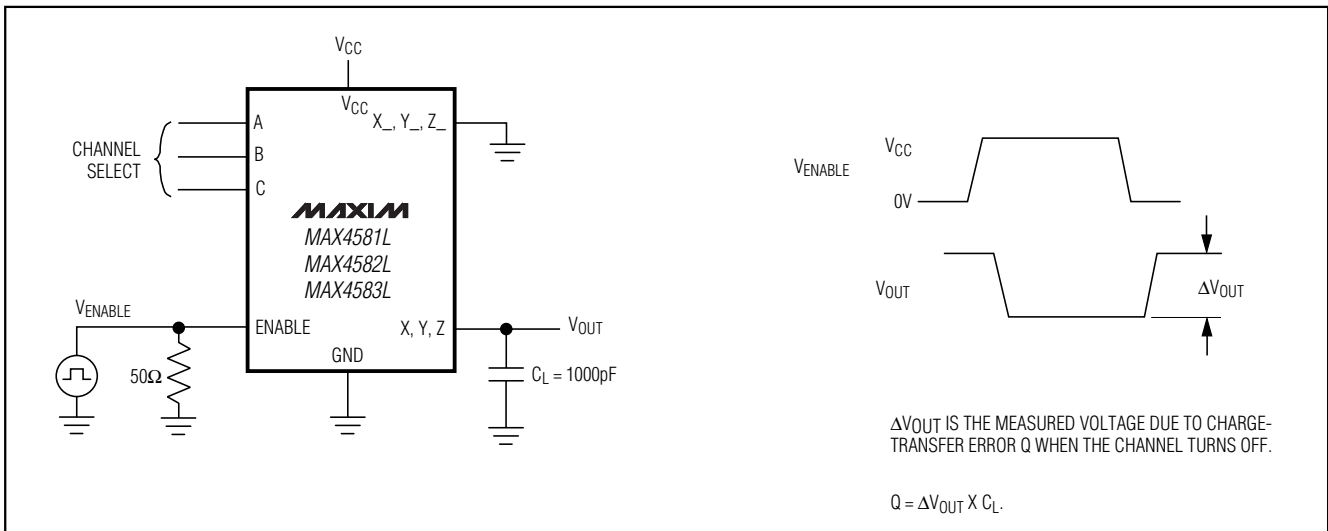 VCC
VCC
A
X_, Y_, Z_
CHANNEL
SELECT
B
C
MAXIM
MAX4581L
MAX4582L
MAX4583L
VENABLE
ENABLE
X, Y, Z
VOUT
GND
50Ω
CL = 1000pF
VENABLE
VCC
0V
VOUT
ΔVOUT
ΔVOUT IS THE MEASURED VOLTAGE DUE TO CHARGE-
TRANSFER ERROR Q WHEN THE CHANNEL TURNS OFF.
Q = ΔVOUT X CL.